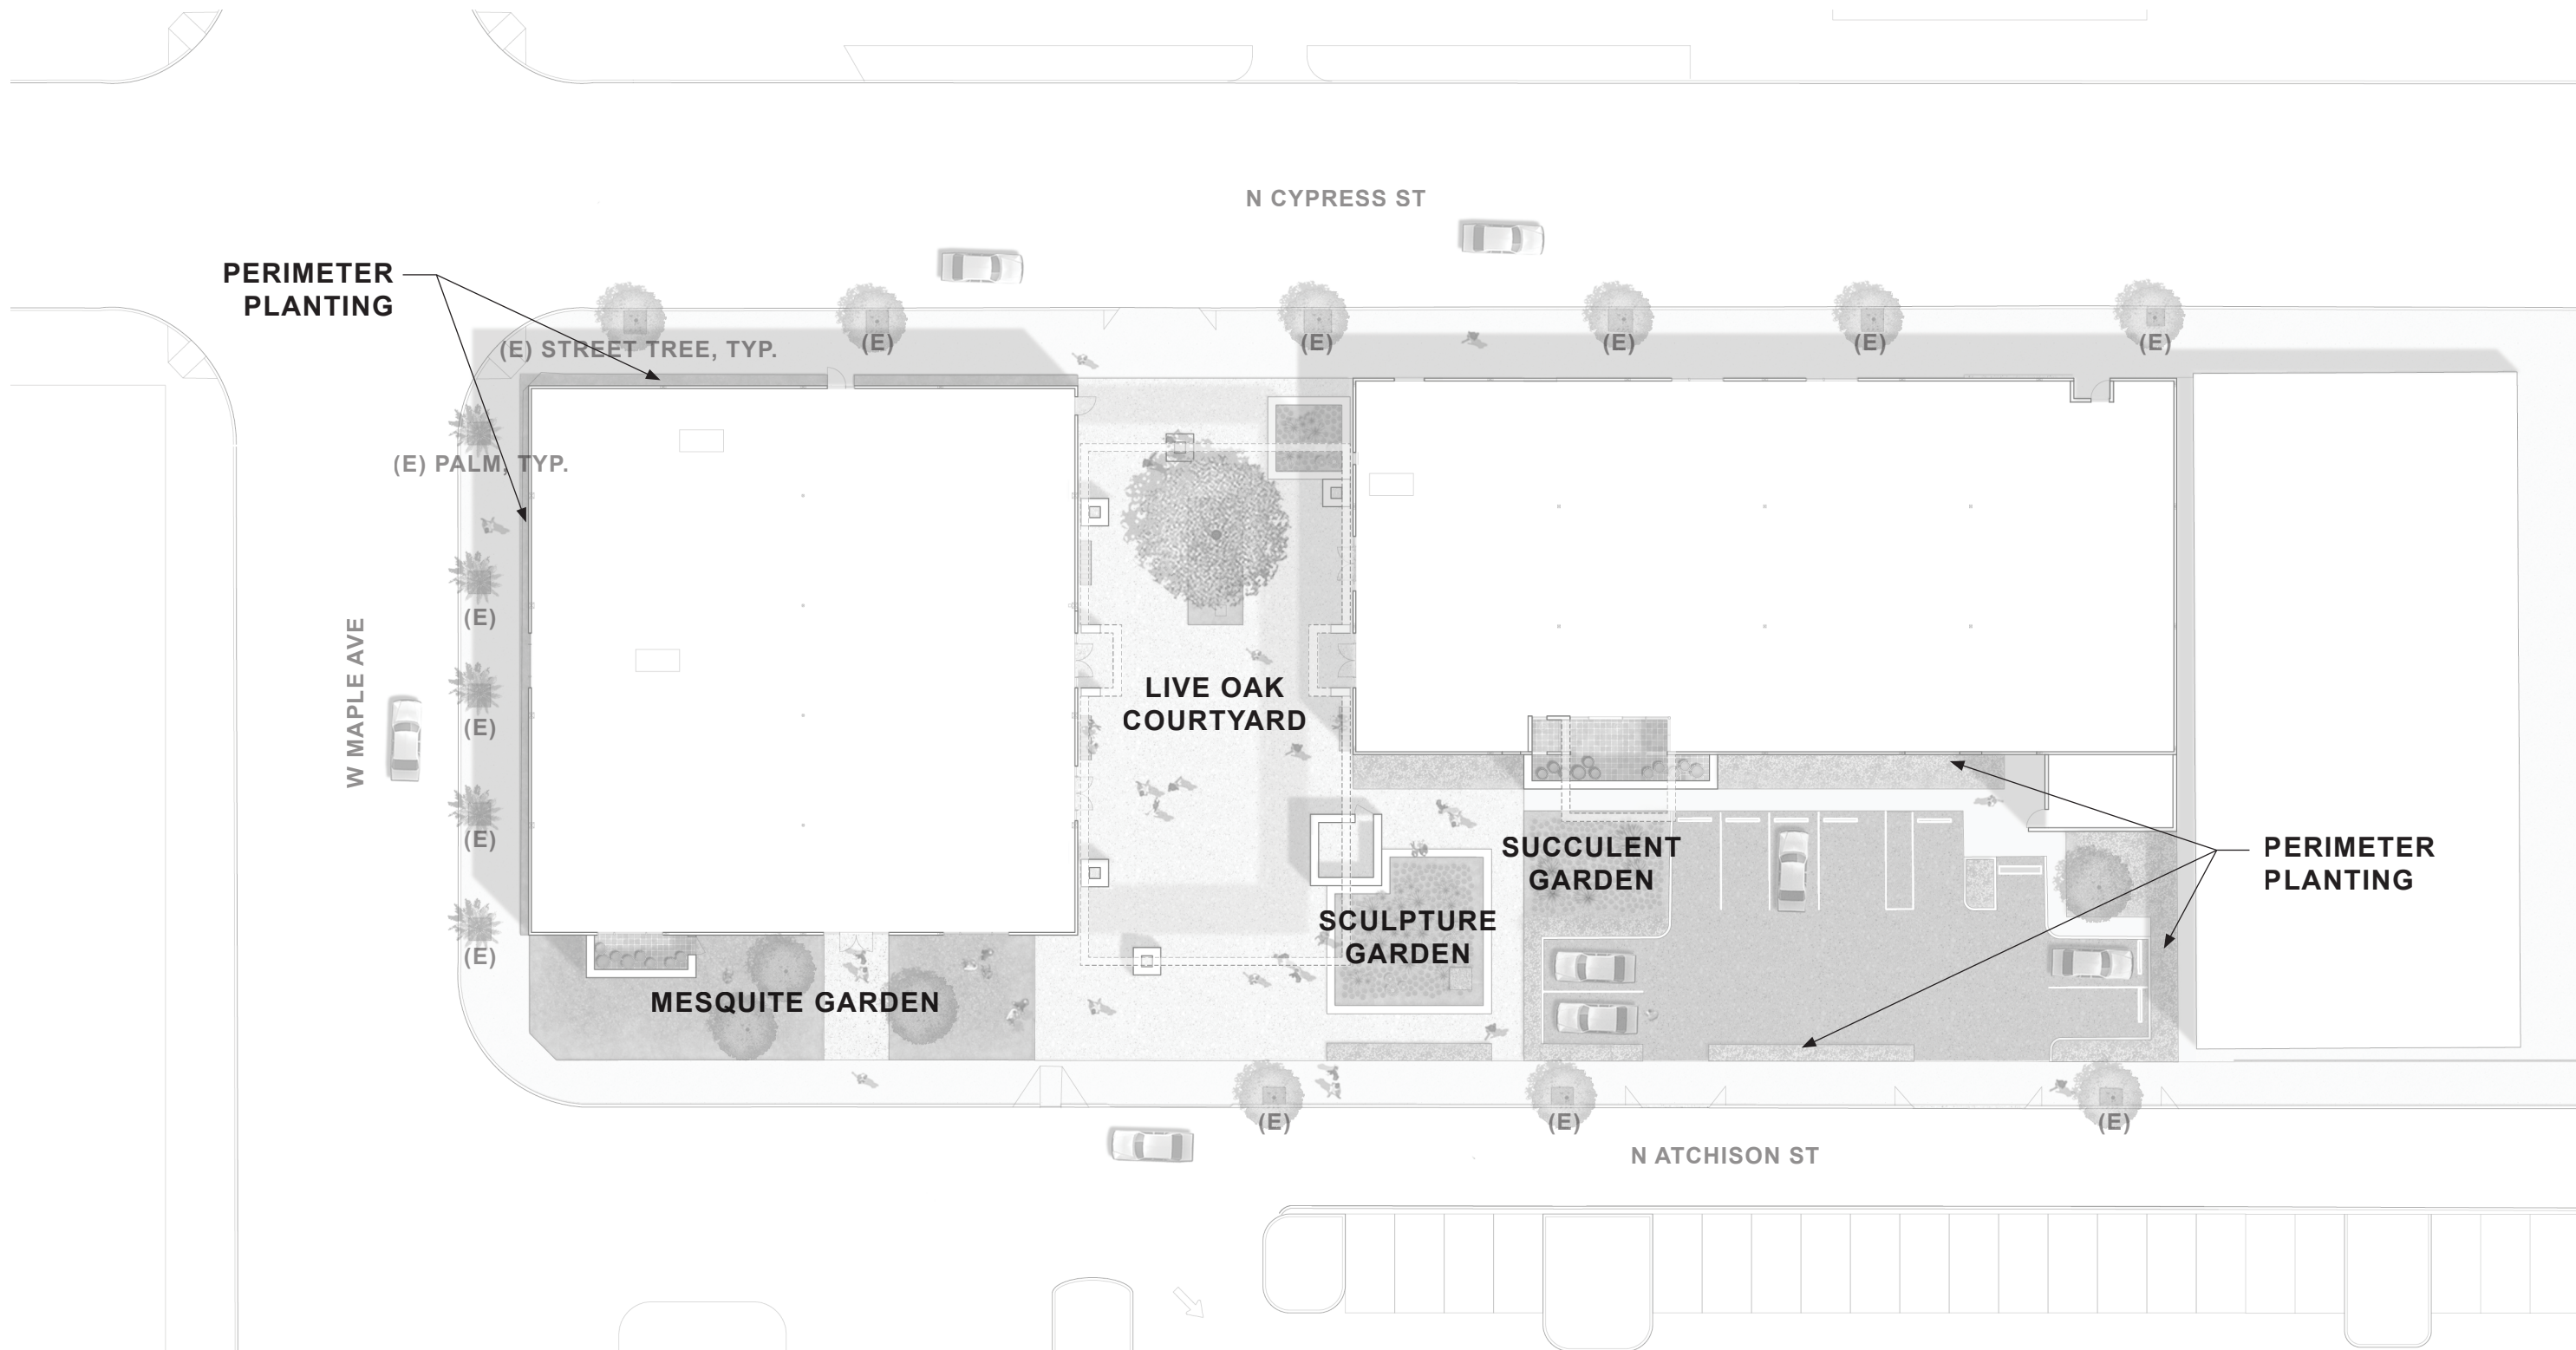 N CYPRESS ST
PERIMETER
PLANTING
(E) STREET TREE, TYP.
(E)
(E)
(E)
(E)
(E)
(E) PALM, TYP.
(E)
(E)
(E)
(E)
W MAPLE AVE
LIVE OAK
COURTYARD
SUCCULENT
GARDEN
SCULPTURE
GARDEN
MESQUITE GARDEN
PERIMETER
PLANTING
(E)
(E)
(E)
N ATCHISON ST